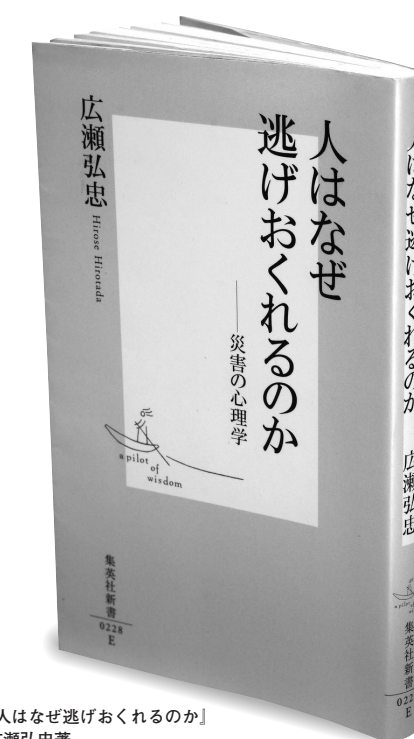 人はなぜ
逃げおくれるのか
――災害の心理学
広瀬弘忠
Hirose Hirotada
a pilot
of
wisdom
集英社新書
0228
E
人はなぜ逃げおくれるのか
広瀬弘忠
集英社新書
022
E
人はなぜ逃げおくれるのか』